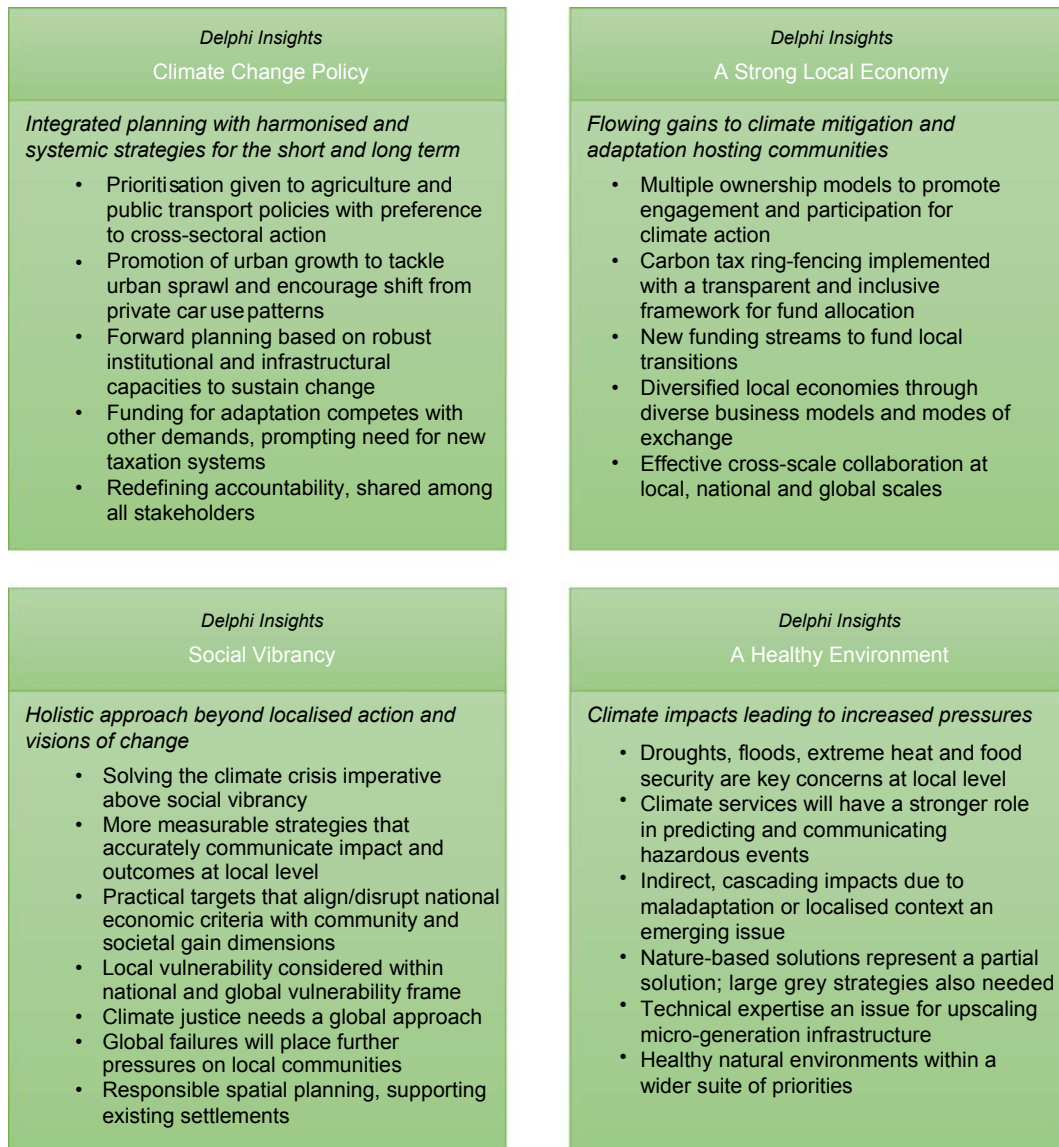 Delphi Insights
Climate Change Policy
Integrated planning with harmonised and
systemic strategies for the short and long term
• Prioritisation given to agriculture and
public transport policies with preference
to cross-sectoral action
• Promotion of urban growth to tackle
urban sprawl and encourage shift from
private car use patterns
• Forward planning based on robust
institutional and infrastructural
capacities to sustain change
• Funding for adaptation competes with
other demands, prompting need for new
taxation systems
• Redefining accountability, shared among
all stakeholders
Delphi Insights
A Strong Local Economy
Flowing gains to climate mitigation and
adaptation hosting communities
• Multiple ownership models to promote
engagement and participation for
climate action
• Carbon tax ring-fencing implemented
with a transparent and inclusive
framework for fund allocation
• New funding streams to fund local
transitions
• Diversified local economies through
diverse business models and modes of
exchange
• Effective cross-scale collaboration at
local, national and global scales
Delphi Insights
Social Vibrancy
Holistic approach beyond localised action and
visions of change
• Solving the climate crisis imperative
above social vibrancy
• More measurable strategies that
accurately communicate impact and
outcomes at local level
• Practical targets that align/disrupt national
economic criteria with community and
societal gain dimensions
• Local vulnerability considered within
national and global vulnerability frame
• Climate justice needs a global approach
• Global failures will place further
pressures on local communities
• Responsible spatial planning, supporting
existing settlements
Delphi Insights
A Healthy Environment
Climate impacts leading to increased pressures
• Droughts, floods, extreme heat and food
security are key concerns at local level
• Climate services will have a stronger role
in predicting and communicating
hazardous events
• Indirect, cascading impacts due to
maladaptation or localised context an
emerging issue
• Nature-based solutions represent a partial
solution; large grey strategies also needed
• Technical expertise an issue for upscaling
micro-generation infrastructure
• Healthy natural environments within a
wider suite of priorities